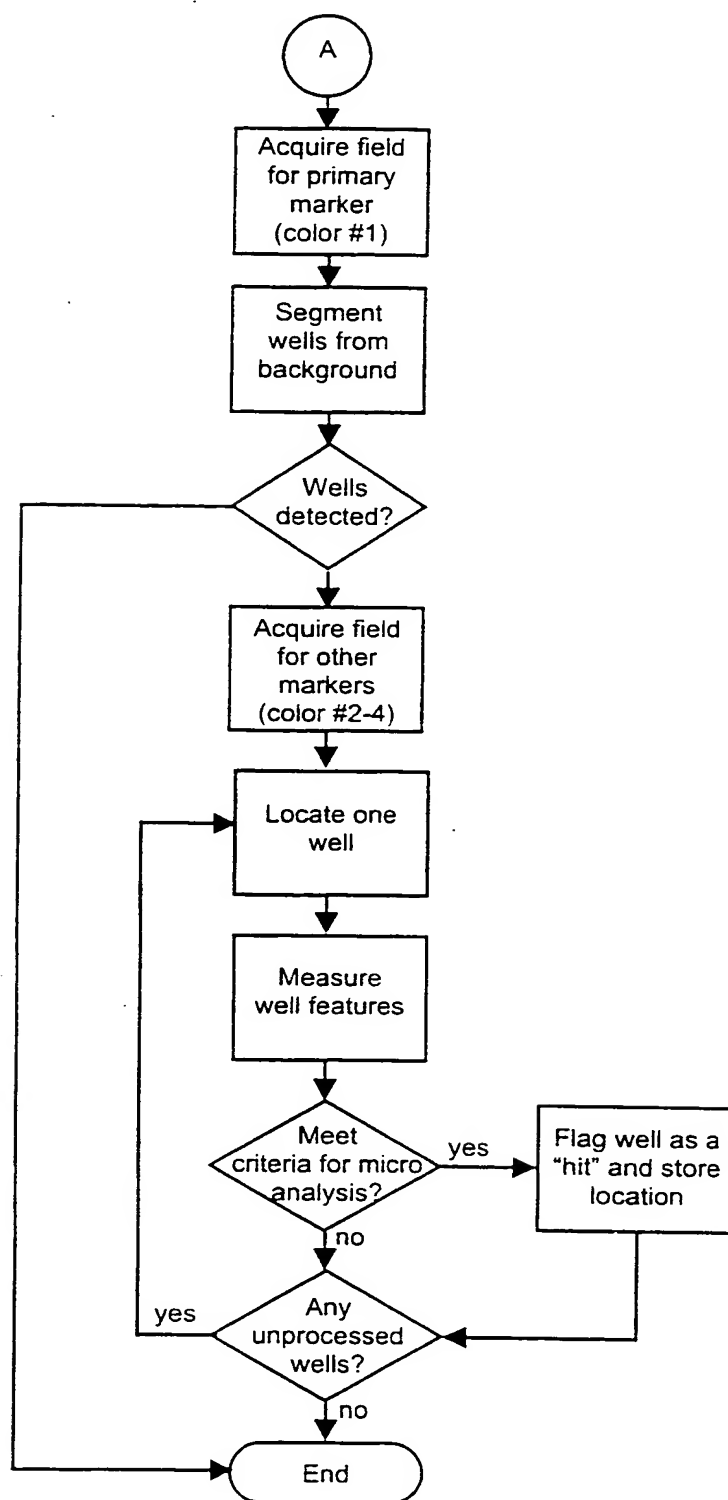 A
Acquire field
for primary
marker
(color #1)
Segment
wells from
background
Wells
detected?
Acquire field
for other
markers
(color #2-4)
Locate one
well
Measure
well features
Meet
criteria for micro
analysis?
yes
Flag well as a
“hit” and store
location
no
yes
Any
unprocessed
wells?
no
End